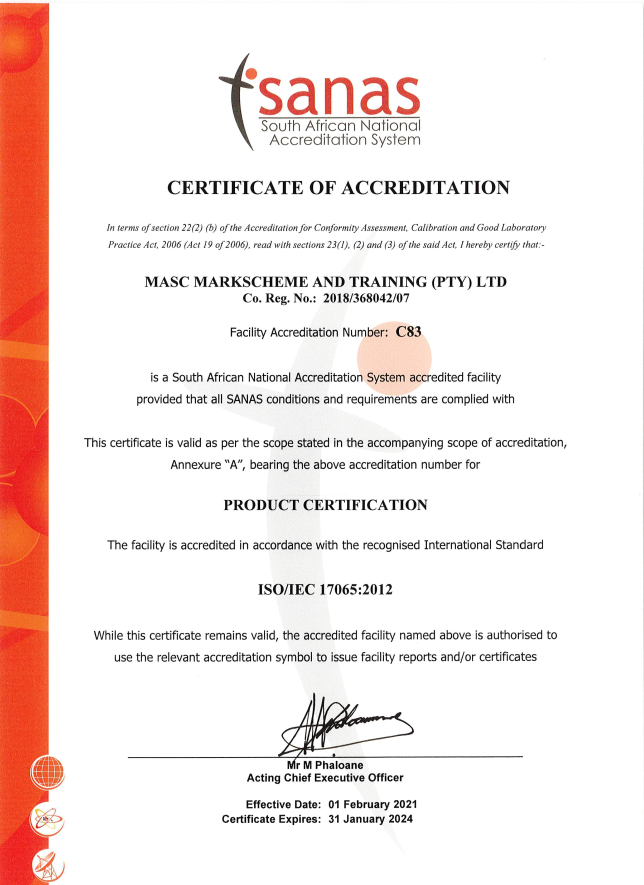 sanas
South African National
Accreditation System
CERTIFICATE OF ACCREDITATION
In terms of section 22(2) (b) of the Accreditation for Conformity Assessment, Calibration and Good Laboratory
Practice Act, 2006 (Act 19 of 2006), read with sections 23(1), (2) and (3) of the said Act, I hereby certify that:-
MASC MARKSCHEME AND TRAINING (PTY) LTD
Co. Reg. No.: 2018/368042/07
Facility Accreditation Number: C83
is a South African National Accreditation System accredited facility
provided that all SANAS conditions and requirements are complied with
This certificate is valid as per the scope stated in the accompanying scope of accreditation,
Annexure “A”, bearing the above accreditation number for
PRODUCT CERTIFICATION
The facility is accredited in accordance with the recognised International Standard
ISO/IEC 17065:2012
While this certificate remains valid, the accredited facility named above is authorised to
use the relevant accreditation symbol to issue facility reports and/or certificates
Mr M Phaloane
Acting Chief Executive Officer
Effective Date: 01 February 2021
Certificate Expires: 31 January 2024